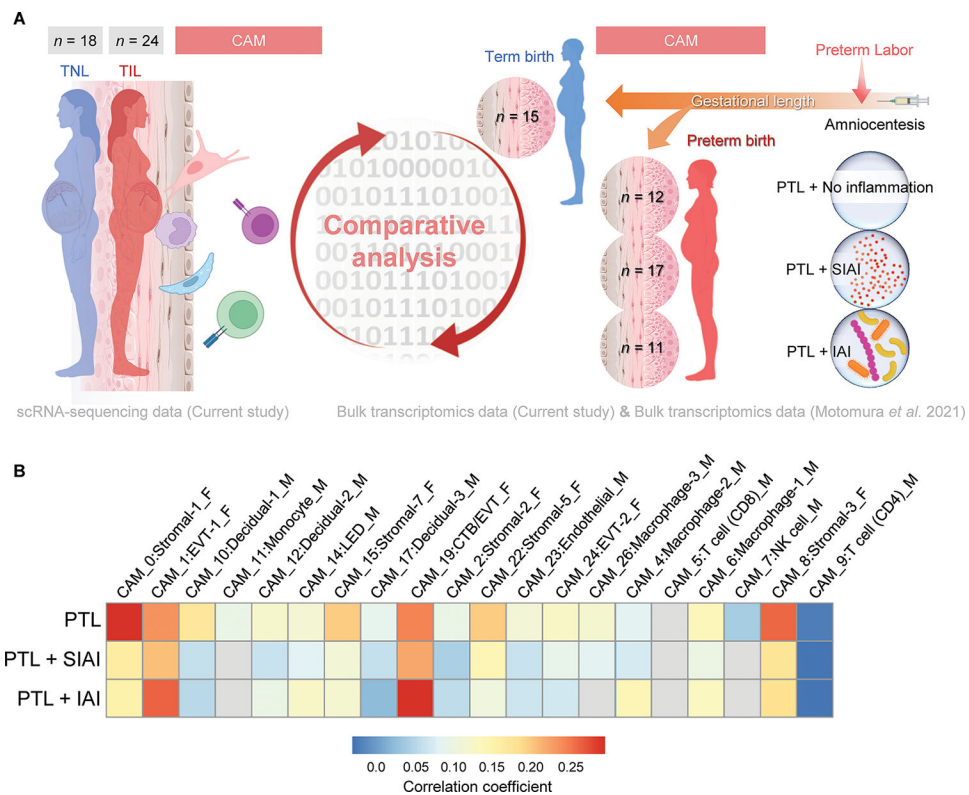 A
n = 18
n = 24
CAM
TNL
TIL
Term birth
CAM
Preterm Labor
n = 15
Gestational length
Amniocentesis
Preterm birth
01010
0101000010
0010111010100
Comparative
analysis
n = 12
n = 17
n = 11
PTL + No inflammation
PTL + SIAI
PTL + IAI
scRNA-sequencing data (Current study)
Bulk transcriptomics data (Current study) & Bulk transcriptomics data (Motomura et al. 2021)
B
CAM_0:Stromal-1_F
CAM_1:EVT-1_F
CAM_10:Decidual-1_M
CAM_11:Monocyte_M
CAM_12:Decidual-2_M
CAM_14:LED_M
CAM_15:Stromal-7_F
CAM_17:Decidual-3_M
CAM_19:CTB/EVT_F
CAM_2:Stromal-2_F
CAM_22:Stromal-5_F
CAM_23:Endothelial_M
CAM_24:EVT-2_F
CAM_26:Macrophage-3_M
CAM_4:Macrophage-2_M
CAM_5:T cell (CD8)_M
CAM_6:Macrophage-1_M
CAM_7:NK cell_M
CAM_8:Stromal-3_F
CAM_9:T cell (CD4)_M
PTL
PTL + SIAI
PTL + IAI
0.0 0.05 0.10 0.15 0.20 0.25
Correlation coefficient